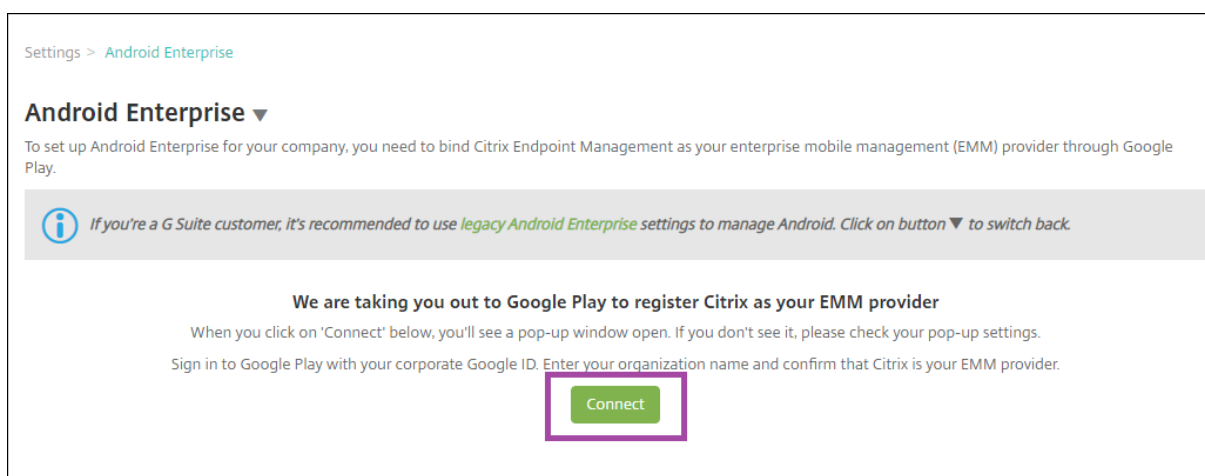 Settings > Android Enterprise
Android Enterprise ▼
To set up Android Enterprise for your company, you need to bind Citrix Endpoint Management as your enterprise mobile management (EMM) provider through Google
Play.
If you're a G Suite customer, it's recommended to use legacy Android Enterprise settings to manage Android. Click on button ▼ to switch back.
We are taking you out to Google Play to register Citrix as your EMM provider
When you click on 'Connect' below, you'll see a pop-up window open. If you don't see it, please check your pop-up settings.
Sign in to Google Play with your corporate Google ID. Enter your organization name and confirm that Citrix is your EMM provider.
Connect